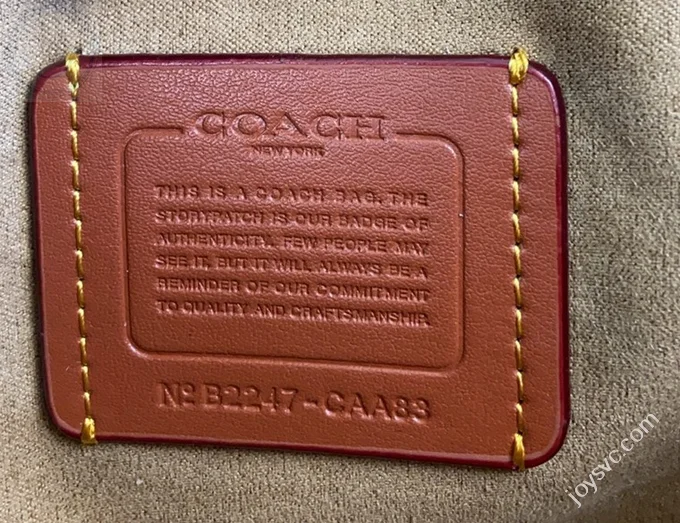 COACH
NEW YORK
THIS IS A COACH BAG. THE
STORYPATCH IS OUR BADGE OF
AUTHENTICITY. FEW PEOPLE MAY
SEE IT, BUT IT WILL ALWAYS BE A
REMINDER OF OUR COMMITMENT
TO QUALITY AND CRAFTSMANSHIP.
Nº B2247-CAA83
joysvc.com